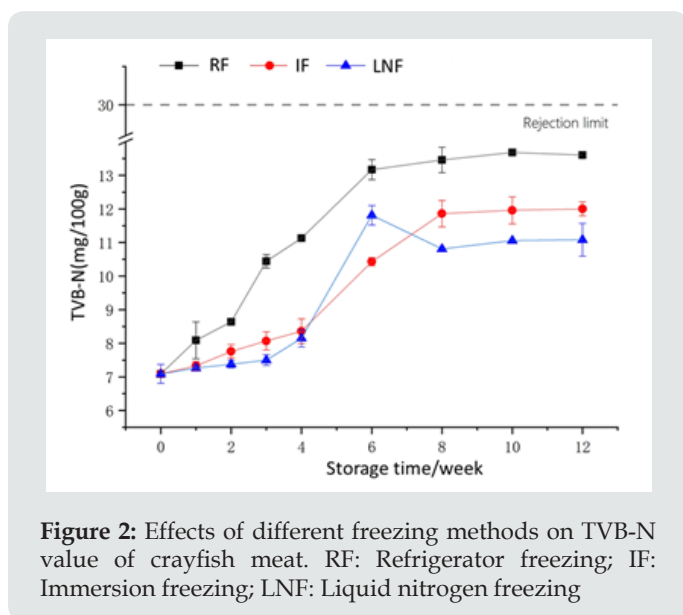 RF IF LNF
30
Rejection limit
13
12
11
10
9
8
7
6
TVB-N(mg/100g)
0 2 4 6 8 10 12
Storage time/week
Figure 2: Effects of different freezing methods on TVB-N
value of crayfish meat. RF: Refrigerator freezing; IF:
Immersion freezing; LNF: Liquid nitrogen freezing